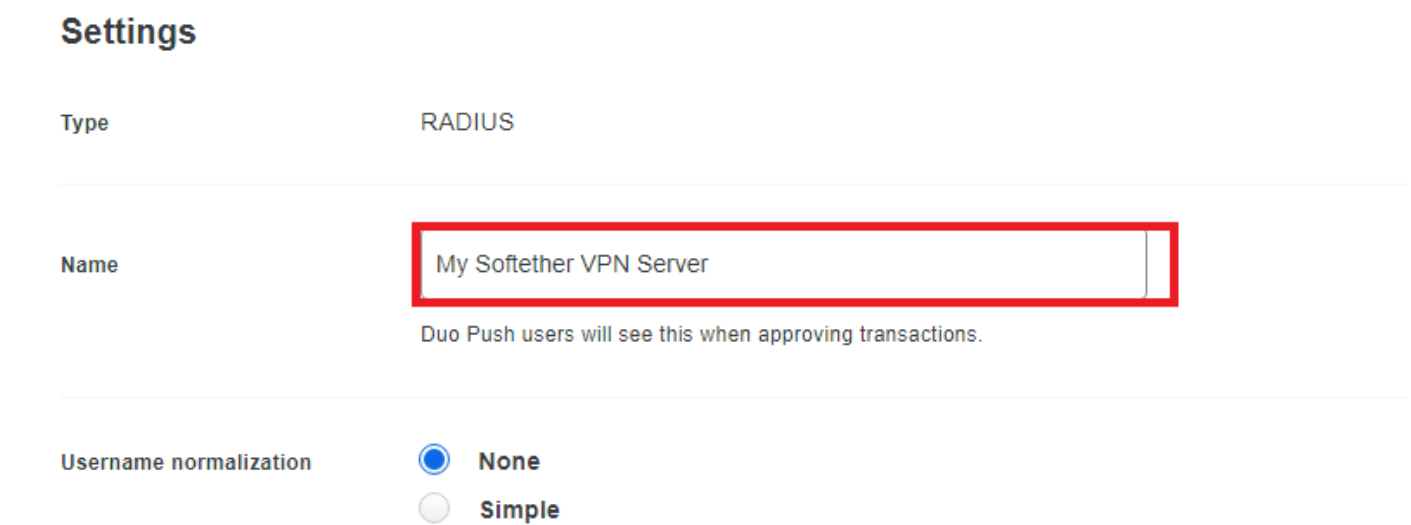 Settings
Type RADIUS
Name My Softether VPN Server
Duo Push users will see this when approving transactions.
Username normalization None
Simple